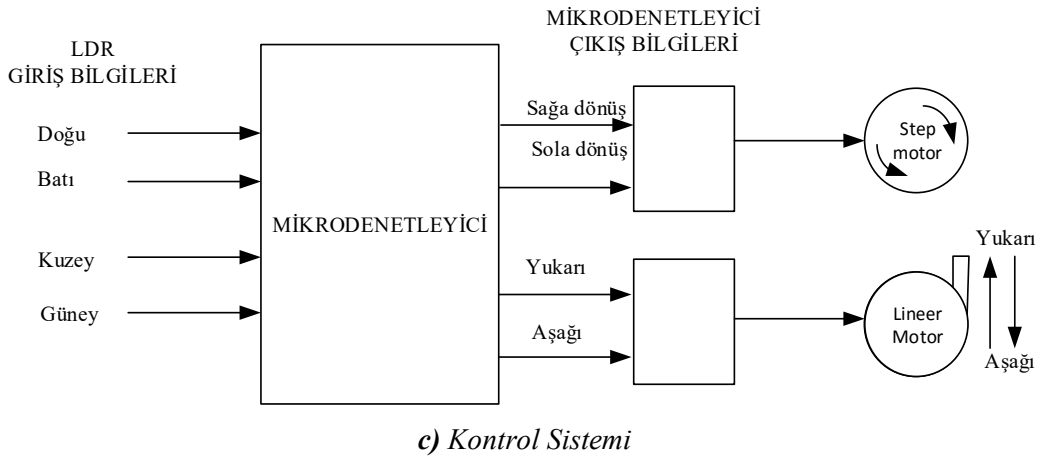 LDR
GİRİŞ BİLGİLERİ
Doğu
Batı
Kuzey
Güney
MİKRODENETLEYİCİ
MİKRODENETLEYİCİ
ÇIKIŞ BİLGİLERİ
Sağa dönüş
Sola dönüş
Yukarı
Aşağı
Step
motor
Yukarı
Lineer
Motor
Aşağı
c) Kontrol Sistemi